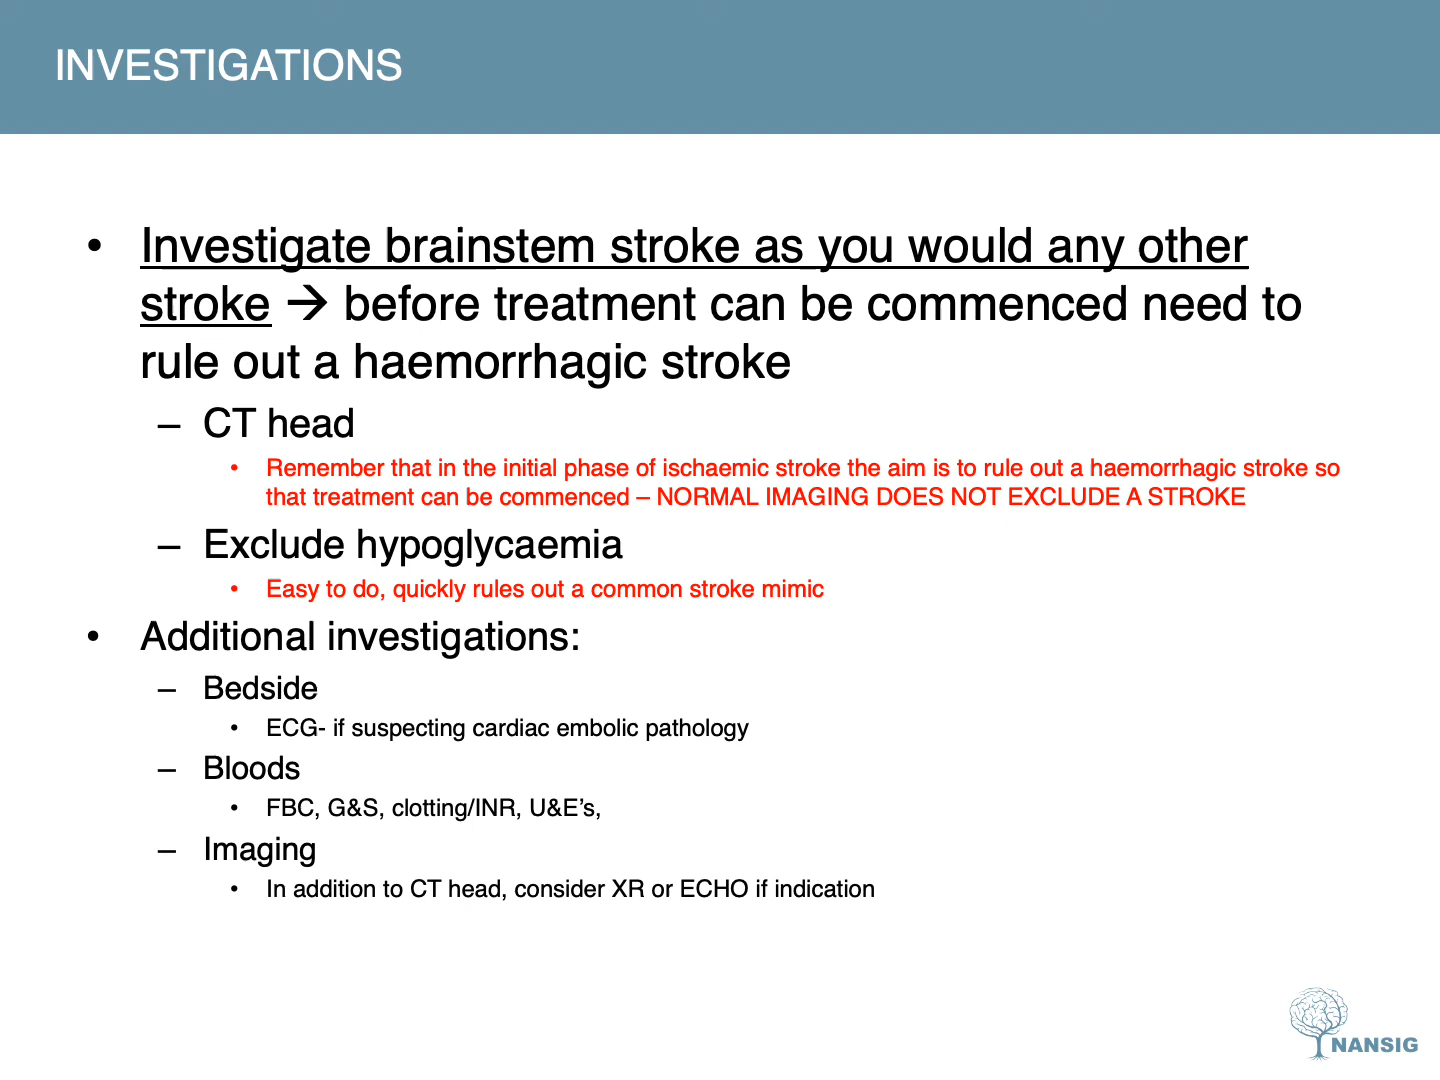 INVESTIGATIONS
• Investigate brainstem stroke as you would any other
stroke → before treatment can be commenced need to
rule out a haemorrhagic stroke
– CT head
• Remember that in the initial phase of ischaemic stroke the aim is to rule out a haemorrhagic stroke so
that treatment can be commenced – NORMAL IMAGING DOES NOT EXCLUDE A STROKE
– Exclude hypoglycaemia
• Easy to do, quickly rules out a common stroke mimic
• Additional investigations:
– Bedside
• ECG- if suspecting cardiac embolic pathology
– Bloods
• FBC, G&S, clotting/INR, U&E’s,
– Imaging
• In addition to CT head, consider XR or ECHO if indication
NANSIG